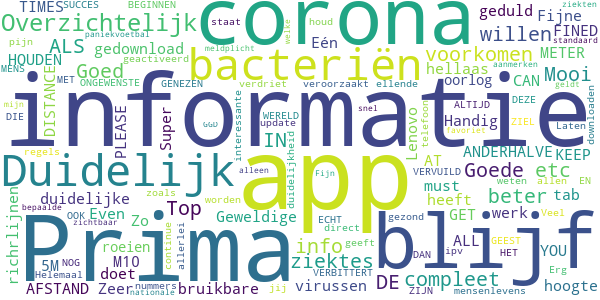 TIMES SUCCES staat BEGINNEN houd geduld Fijne ziekten
Overzichtelijk corona Eén willen FINED standaard
pijn paniekvoetbal welke meldplicht
ALS gedownload geactiveerd bacteriën voorkomen METER aanmerken
HOUDEN Goed hellaas Mooi
MENS MET ONGEWENSTE GENEZEN verdriet veroorzaakt ellende oorlog CAN
DIE mijn DISTANCE PLEASE Super GGD update WERELD ALTIJD Handig DEZE geldt
informatie app interessante snel telefoon favoriet ZIEL Laten downloaden
regels IN duidelijkheid Lenovo ANDERHALVE KEEP
Duidelijk alleen AT VERVUILD weten allen EN
zoals etc Goede
richrlijnen duidelijke worden must beter tab
bepaalde OOK ECHT Fijn heeft
Even Zo Top Geweldige gezond GET werk Veel
Prima blijf
zichtbaar roeien continue info direct DAN ipv ALL GEEST HET YOU
5M NOG M10 allerlei ziektes geeft VERBITTERT Erg
Helemaal doet nummers DE compleet hoogte
AFSTAND Zeer nationale bruikbare jij virussen ZIJN mensenlevens